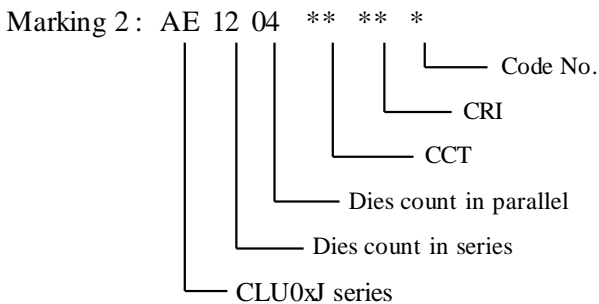 Marking 2 : AE 12 04 ** ** *
Code No.
CRI
CCT
Dies count in parallel
Dies count in series
CLU0xJ series